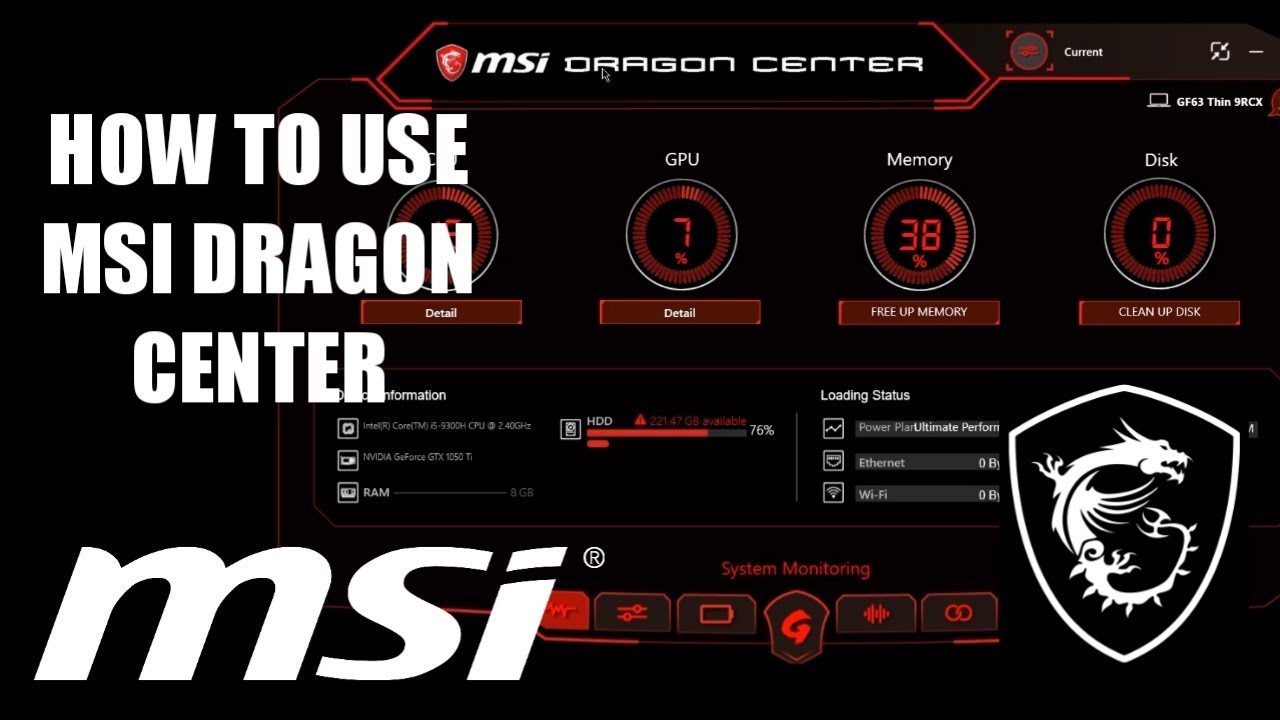 msi DRAGON CENTER
Current
GF63 Thin 9RCX
HOW TO USE
MSI DRAGON
CENTER
GPU
Memory
Disk
7
%
38
%
0
%
Detail
Detail
FREE UP MEMORY
CLEAN UP DISK
Information
Intel(R) Core(TM) i5-9300H CPU @ 2.40GHz
NVIDIA GeForce GTX 1050 Ti
RAM 8 GB
HDD 221.47 GB available
76%
Loading Status
Power Plan Ultimate Perform
Ethernet 0 By
Wi-Fi 0 By
System Monitoring
msi ®